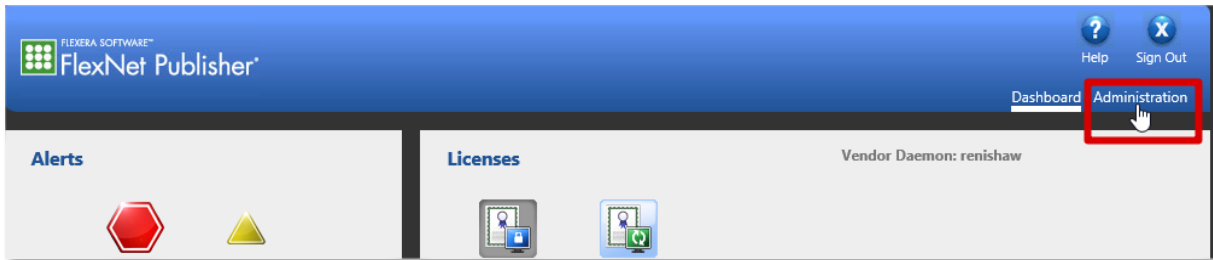 FLEXERA SOFTWARE™
FlexNet Publisher®
Help
Sign Out
Dashboard
Administration
Alerts
Licenses
Vendor Daemon: renishaw